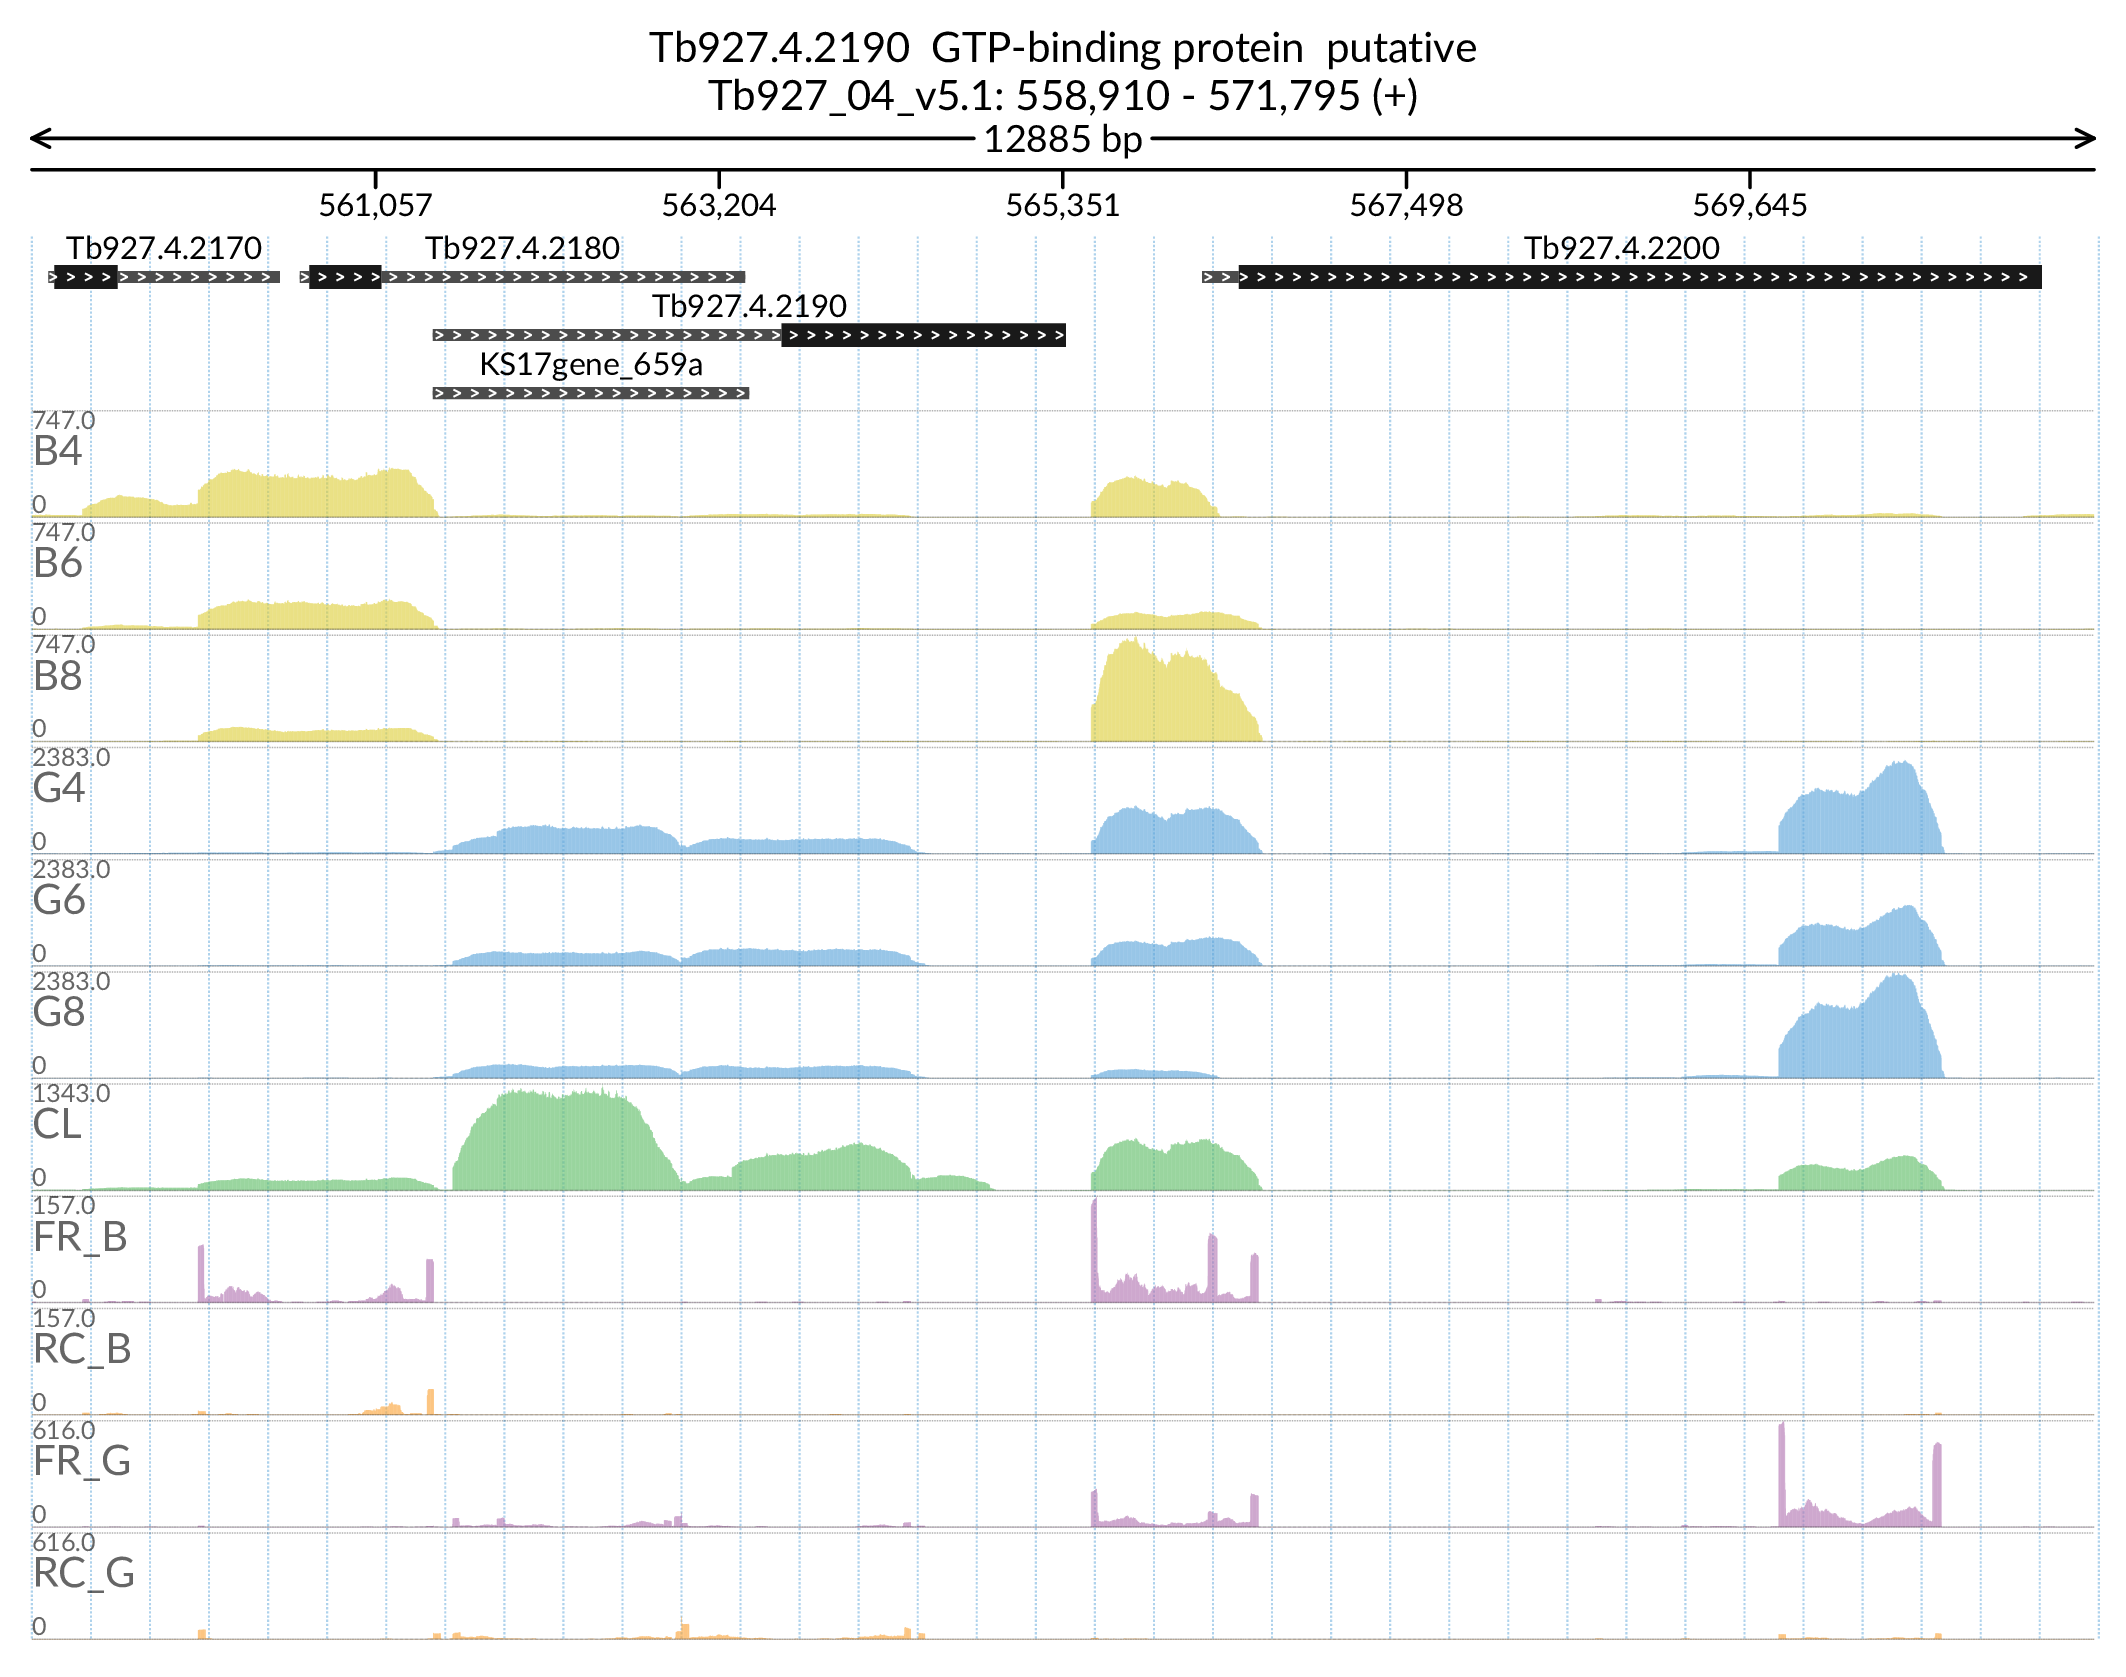 Tb927.4.2190  GTP-binding protein  putative
Tb927_04_v5.1: 558,910 - 571,795 (+)
12885 bp
561,057 563,204 565,351 567,498 569,645
Tb927.4.2170 Tb927.4.2180 Tb927.4.2200
Tb927.4.2190
KS17gene_659a
747.0
B4
0
747.0
B6
0
747.0
B8
0
2383.0
G4
0
2383.0
G6
0
2383.0
G8
0
1343.0
CL
0
157.0
FR_B
0
157.0
RC_B
0
616.0
FR_G
0
616.0
RC_G
0